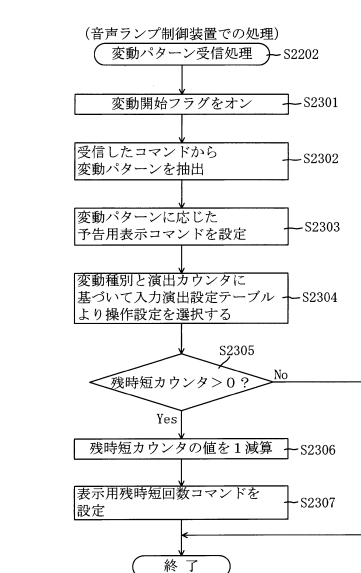 (音声ランプ制御装置での処理)
変動パターン受信処理
S2202
変動開始フラグをオン
S2301
受信したコマンドから
変動パターンを抽出
S2302
変動パターンに応じた
予告用表示コマンドを設定
S2303
変動種別と演出カウンタに
基づいて入力演出設定テーブル
より操作設定を選択する
S2304
S2305
残時短カウンタ>0?
No
Yes
残時短カウンタの値を1減算
S2306
表示用残時短回数コマンドを
設定
S2307
終了